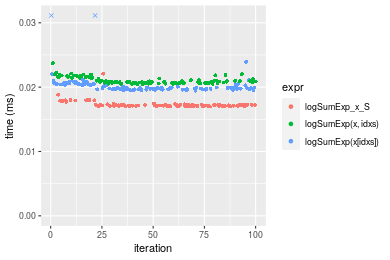 0.03
0.02
0.01
0.00
time (ms)
0
25
50
75
100
iteration
expr
logSumExp_x_S
logSumExp(x, idxs)
logSumExp(x[idxs])